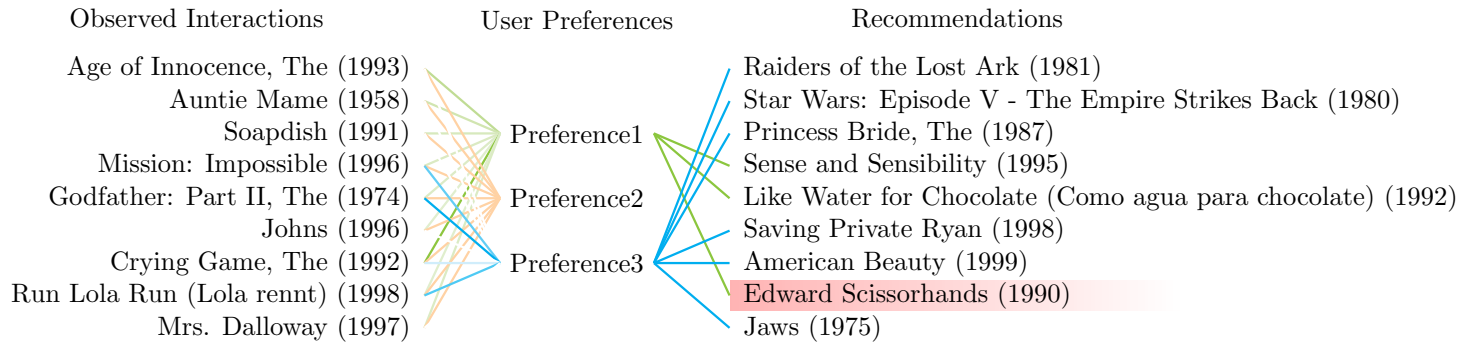 Observed Interactions User Preferences Recommendations
Age of Innocence, The (1993)
Auntie Mame (1958)
Soapdish (1991)
Mission: Impossible (1996)
Godfather: Part II, The (1974)
Johns (1996)
Crying Game, The (1992)
Run Lola Run (Lola rennt) (1998)
Mrs. Dalloway (1997)
Preference1
Preference2
Preference3
Raiders of the Lost Ark (1981)
Star Wars: Episode V - The Empire Strikes Back (1980)
Princess Bride, The (1987)
Sense and Sensibility (1995)
Like Water for Chocolate (Como agua para chocolate) (1992)
Saving Private Ryan (1998)
American Beauty (1999)
Edward Scissorhands (1990)
Jaws (1975)